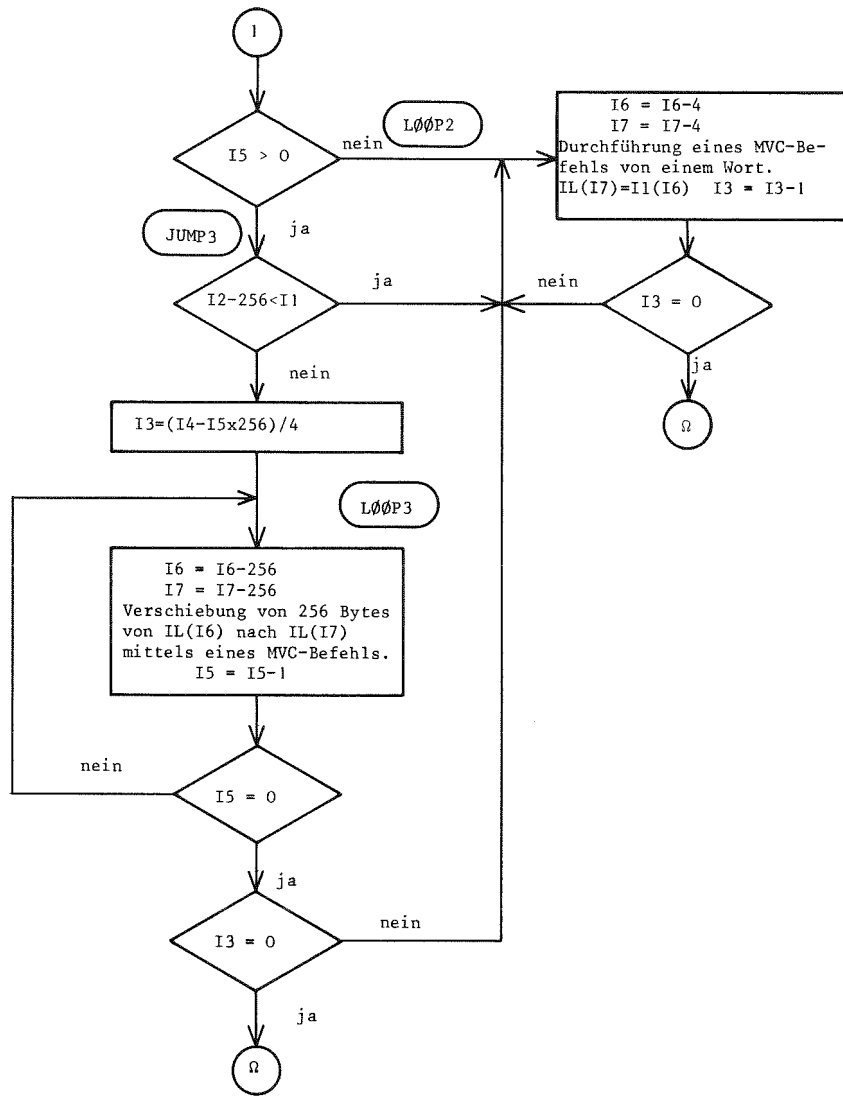 1
I5 > 0
nein
LØØP2
I6 = I6-4
I7 = I7-4
Durchführung eines MVC-Be-
fehls von einem Wort.
IL(I7)=I1(I6) I3 = I3-1
JUMP3
ja
I2-256<I1
ja
nein
I3 = 0
nein
ja
Ω
I3=(I4-I5x256)/4
LØØP3
I6 = I6-256
I7 = I7-256
Verschiebung von 256 Bytes
von IL(I6) nach IL(I7)
mittels eines MVC-Befehls.
I5 = I5-1
nein
I5 = 0
ja
I3 = 0
nein
ja
Ω